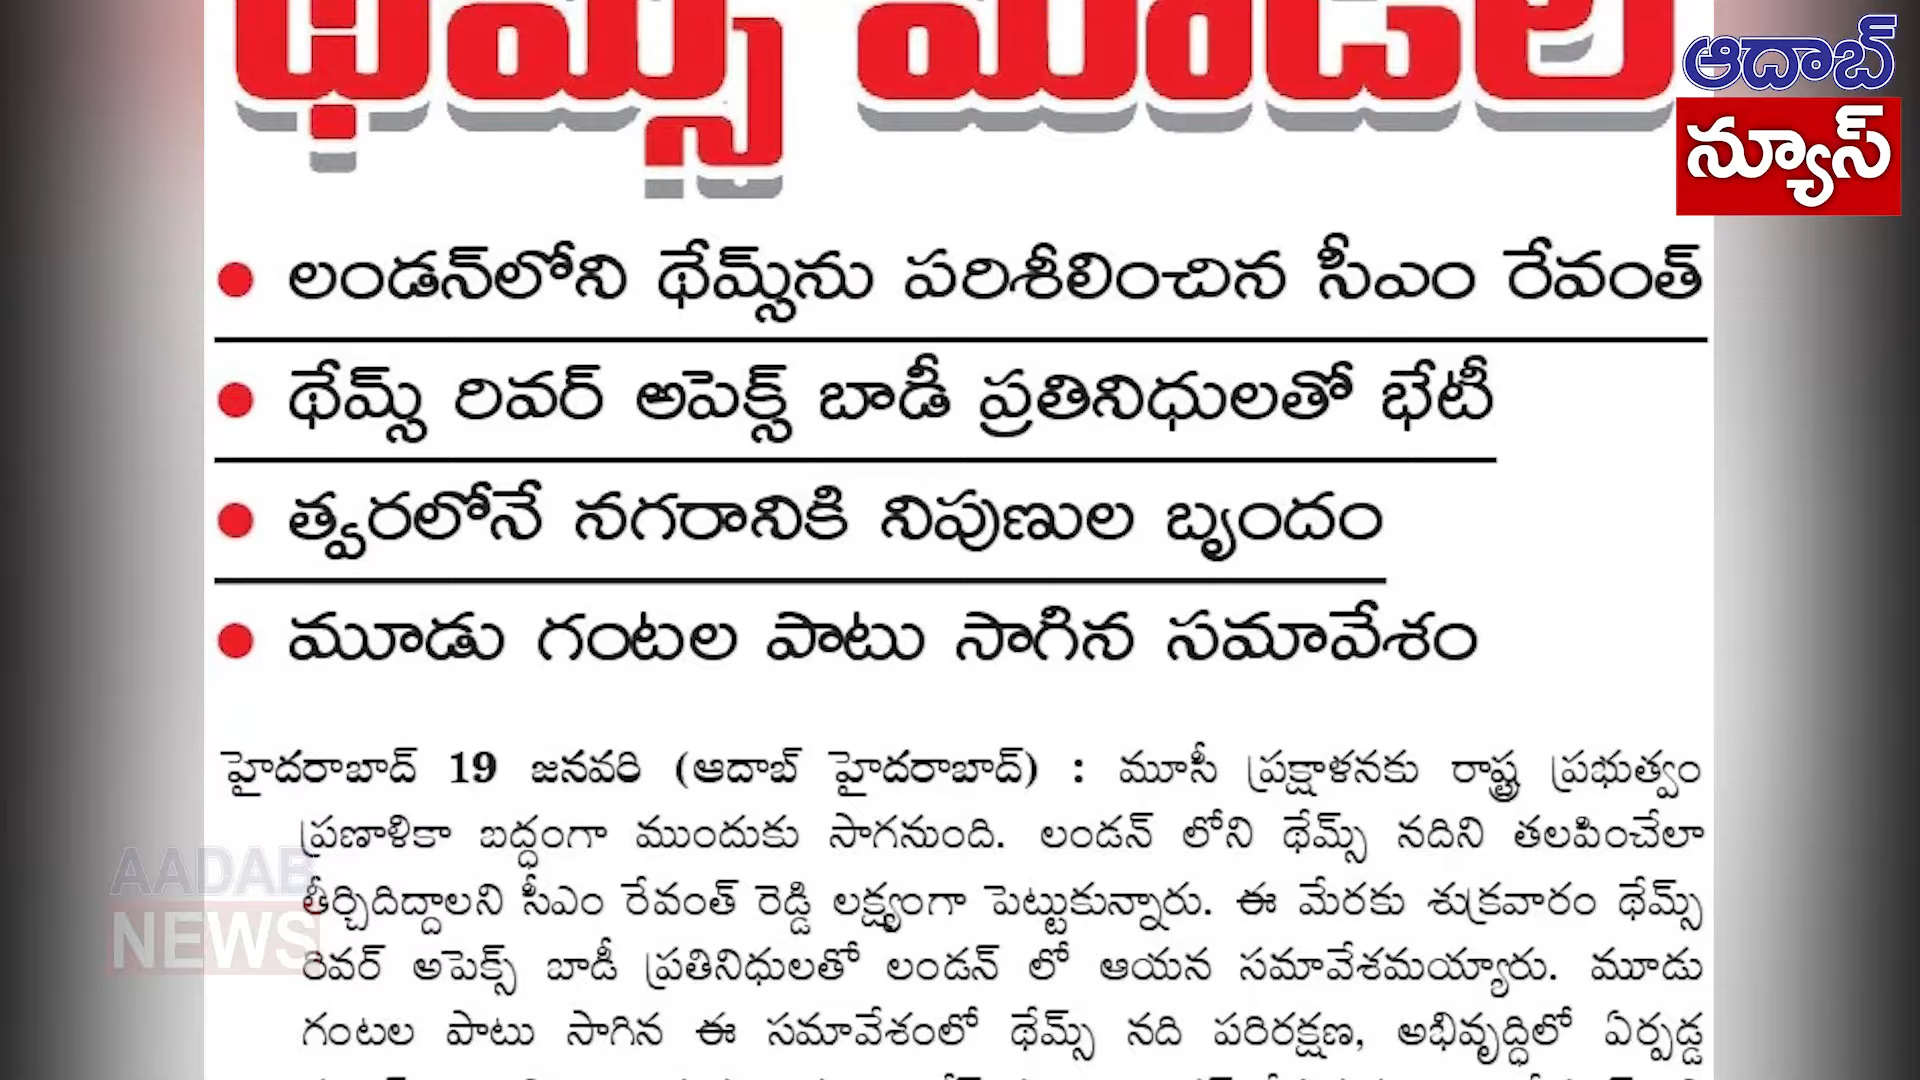 థేమ్స్ మోడల్
ఆదాబ్
న్యూస్
• లండన్‌లోని థేమ్స్‌ను పరిశీలించిన సీఎం రేవంత్
• థేమ్స్ రివర్ అపెక్స్ బాడీ ప్రతినిధులతో భేటీ
• త్వరలోనే నగరానికి నిపుణుల బృందం
• మూడు గంటల పాటు సాగిన సమావేశం
హైదరాబాద్ 19 జనవరి (ఆదాబ్ హైదరాబాద్) : మూసీ ప్రక్షాళనకు రాష్ట్ర ప్రభుత్వం
ప్రణాళికా బద్ధంగా ముందుకు సాగనుంది. లండన్ లోని థేమ్స్ నదిని తలపించేలా
తీర్చిదిద్దాలని సీఎం రేవంత్ రెడ్డి లక్ష్యంగా పెట్టుకున్నారు. ఈ మేరకు శుక్రవారం థేమ్స్
రివర్ అపెక్స్ బాడీ ప్రతినిధులతో లండన్ లో ఆయన సమావేశమయ్యారు. మూడు
గంటల పాటు సాగిన ఈ సమావేశంలో థేమ్స్ నది పరిరక్షణ, అభివృద్ధిలో ఏర్పడ్డ
AADAB
NEWS